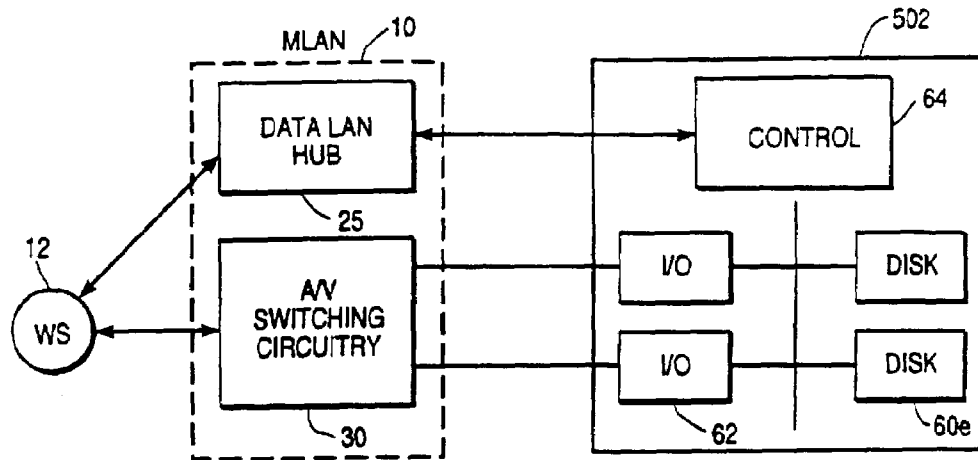 MLAN
10
502
DATA LAN
HUB
25
CONTROL
64
12
WS
A/V
SWITCHING
CIRCUITRY
30
I/O
DISK
I/O
DISK
62
60e